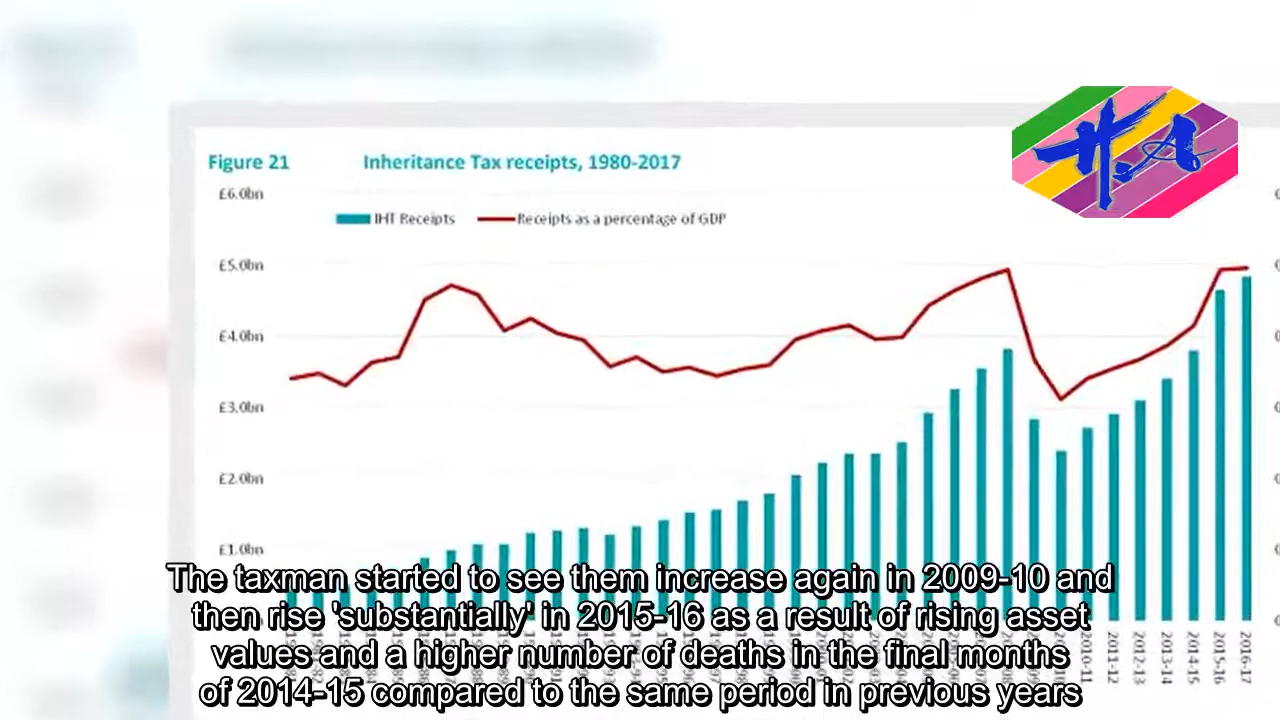 Figure 21
Inheritance Tax receipts, 1980-2017
£6.0bn
IHT Receipts
Receipts as a percentage of GDP
£5.0bn
£4.0bn
£3.0bn
£2.0bn
£1.0bn
The taxman started to see them increase again in 2009-10 and
then rise 'substantially' in 2015-16 as a result of rising asset
values and a higher number of deaths in the final months
of 2014-15 compared to the same period in previous years
2010-11
2011-12
2012-13
2013-14
2014-15
2015-16
2016-17
H.A